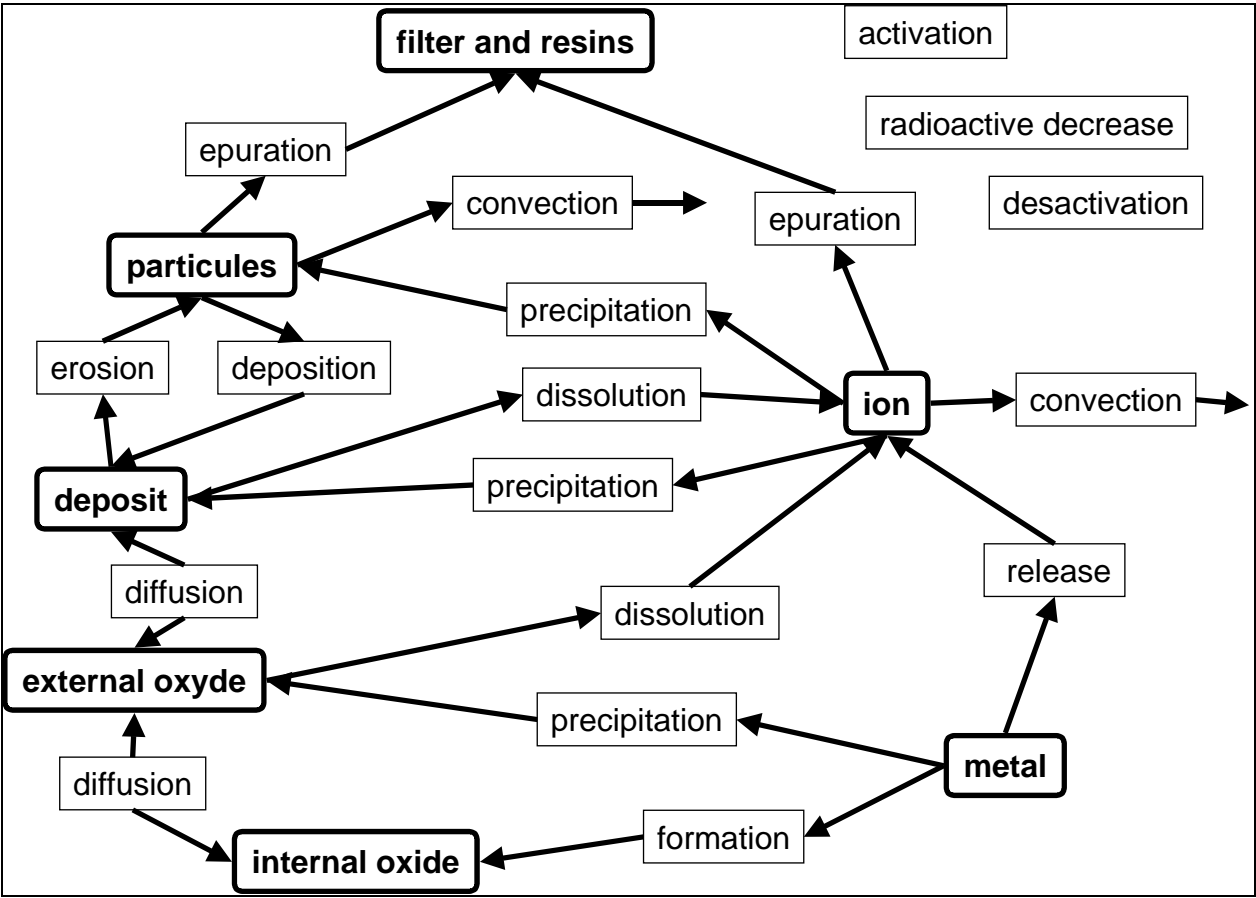 filter and resins
activation
radioactive decrease
epuration
convection
desactivation
epuration
particules
precipitation
erosion
deposition
dissolution
ion
convection
deposit
precipitation
diffusion
release
dissolution
external oxyde
precipitation
metal
diffusion
formation
internal oxide